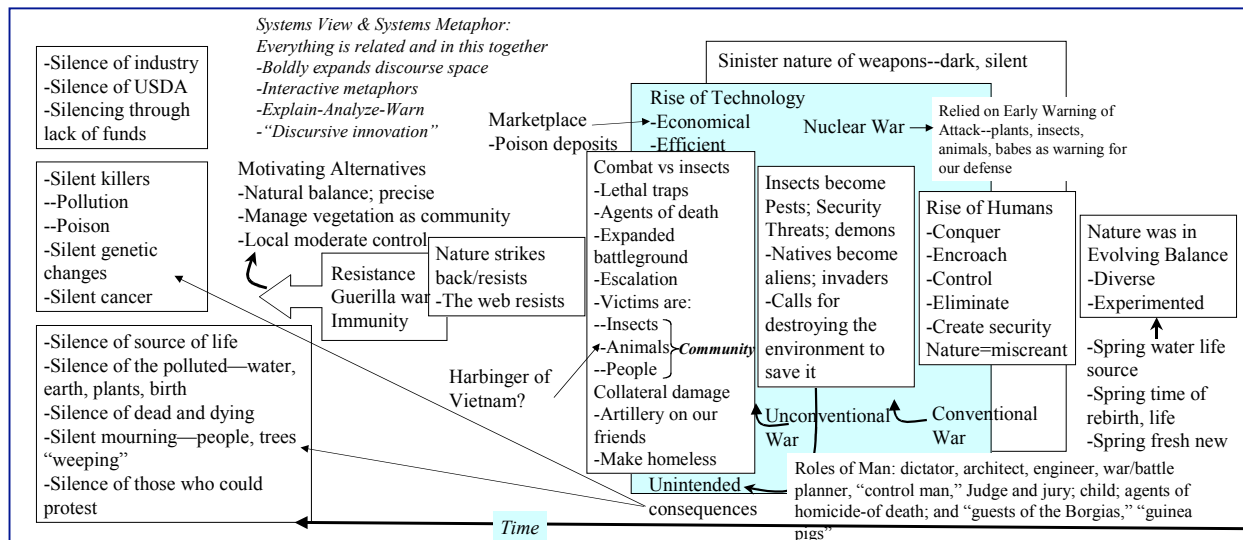 Systems View & Systems Metaphor:
Everything is related and in this together
-Boldly expands discourse space
-Interactive metaphors
-Explain-Analyze-Warn
-“Discursive innovation”
-Silence of industry
-Silence of USDA
-Silencing through
lack of funds
-Silent killers
--Pollution
--Poison
-Silent genetic
changes
-Silent cancer
-Silence of source of life
-Silence of the polluted—water,
earth, plants, birth
-Silence of dead and dying
-Silent mourning—people, trees
“weeping”
-Silence of those who could
protest
Motivating Alternatives
-Natural balance; precise
-Manage vegetation as community
-Local moderate control
Resistance
Guerilla war
Immunity
Nature strikes
back/resists
-The web resists
Marketplace
-Poison deposits
Harbinger of
Vietnam?
Combat vs insects
-Lethal traps
-Agents of death
-Expanded
battleground
-Escalation
-Victims are:
--Insects
-Animals
--People
Community
Collateral damage
-Artillery on our
friends
-Make homeless
Unintended
consequences
Sinister nature of weapons--dark, silent
Rise of Technology
-Economical
-Efficient
Nuclear War
Relied on Early Warning of
Attack--plants, insects,
animals, babes as warning for
our defense
Insects become
Pests; Security
Threats; demons
-Natives become
aliens; invaders
-Calls for
destroying the
environment to
save it
Unconventional
War
Rise of Humans
-Conquer
-Encroach
-Control
-Eliminate
-Create security
Nature=miscreant
Conventional
War
Nature was in
Evolving Balance
-Diverse
-Experimented
-Spring water life
source
-Spring time of
rebirth, life
-Spring fresh new
Roles of Man: dictator, architect, engineer, war/battle
planner, “control man,” Judge and jury; child; agents of
homicide-of death; and “guests of the Borgias,” “guinea
pigs”
Time